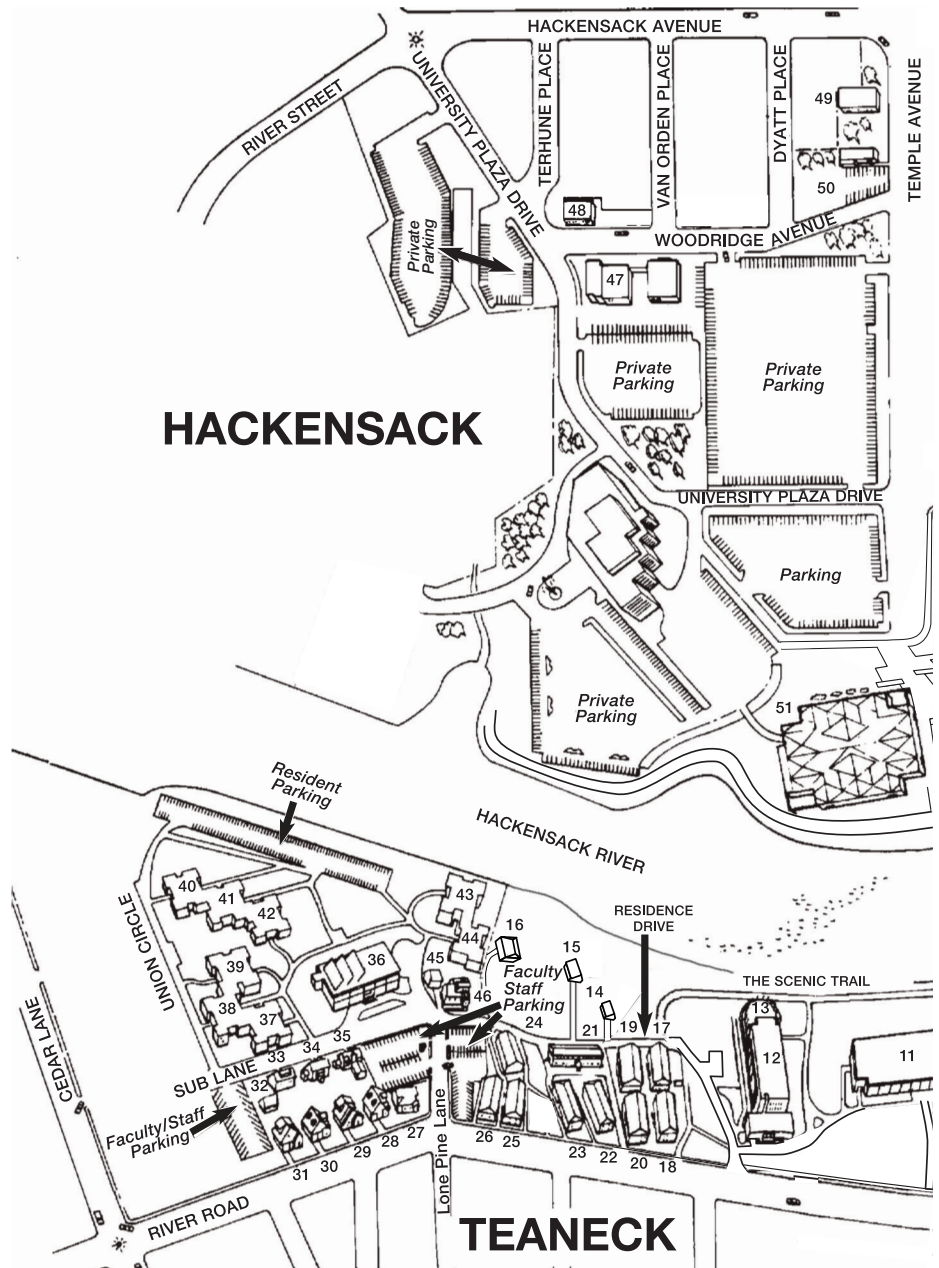 HACKENSACK AVENUE
RIVER STREET
UNIVERSITY PLAZA DRIVE
TERHUNE PLACE
VAN ORDEN PLACE
DYATT PLACE
TEMPLE AVENUE
49
50
48
WOODRIDGE AVENUE
Private
Parking
47
Private
Parking
Private
Parking
HACKENSACK
UNIVERSITY PLAZA DRIVE
Parking
51
Private
Parking
Resident
Parking
HACKENSACK RIVER
UNION CIRCLE
40
41
42
43
44
16
RESIDENCE
DRIVE
15
THE SCENIC TRAIL
39
36
45
46
Faculty
Staff
Parking
14
13
38
37
35
24
21
19
17
12
11
CEDAR LANE
SUB LANE
33
34
32
Faculty/Staff
Parking
31
30
29
28
27
Lone Pine Lane
26
25
23
22
20
18
RIVER ROAD
TEANECK